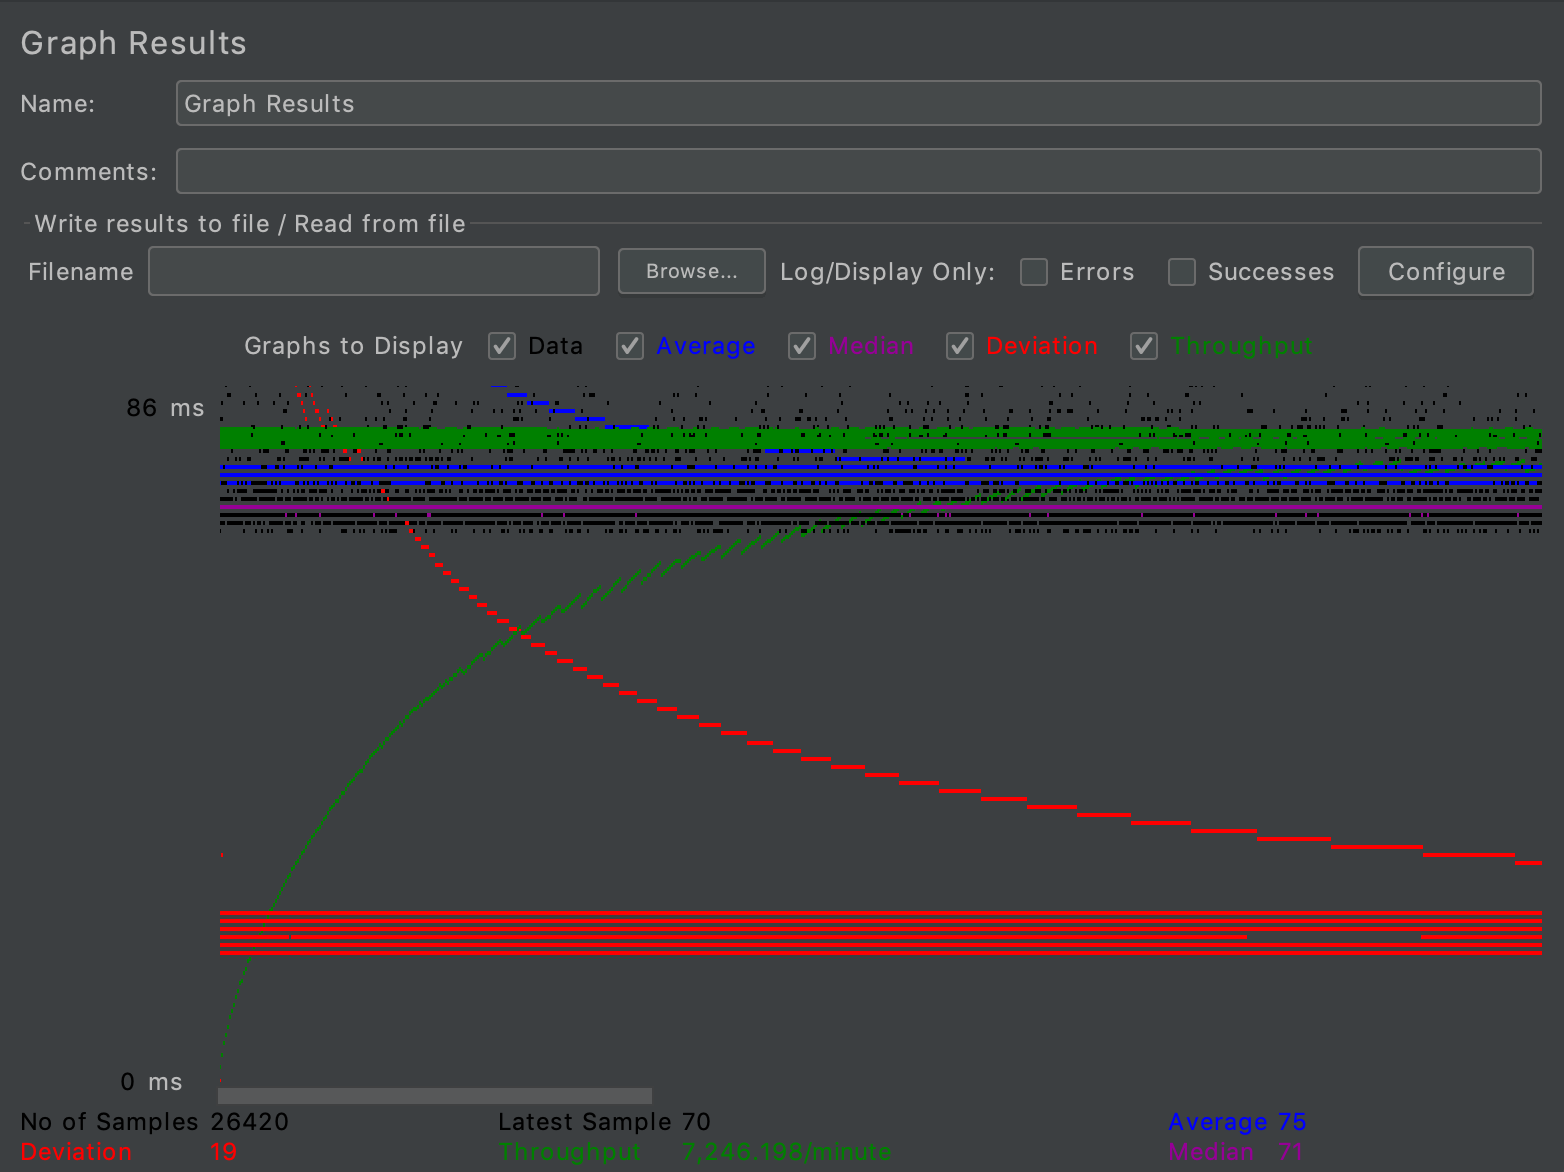 Graph Results
Name: Graph Results
Comments:
Write results to file / Read from file
Filename Browse... Log/Display Only: Errors Successes Configure
Graphs to Display Data Average Median Deviation Throughput
86 ms
0 ms
No of Samples 26420 Latest Sample 70 Average 75
Deviation 19 Throughput 7,246.198/minute Median 71